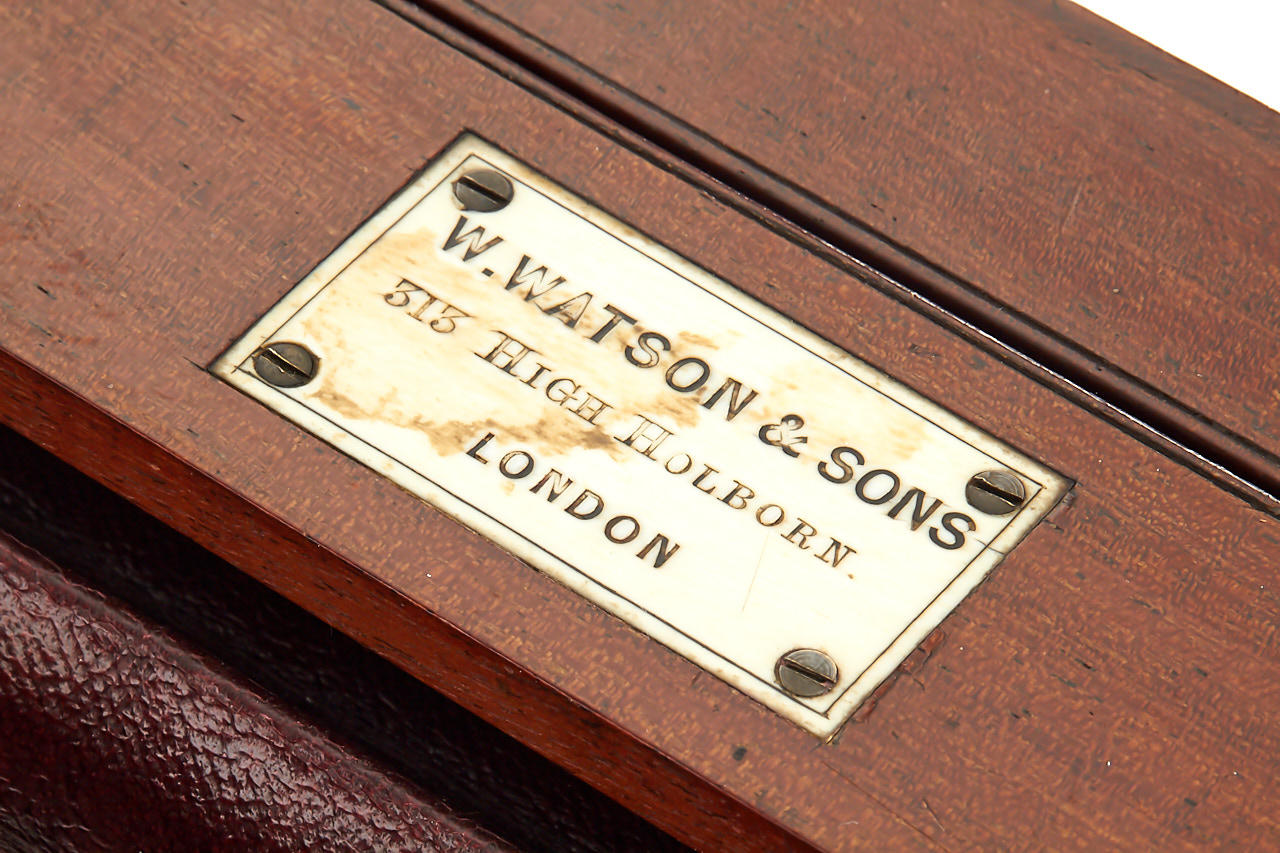 W. WATSON & SONS
313 HIGH HOLBORN.
LONDON